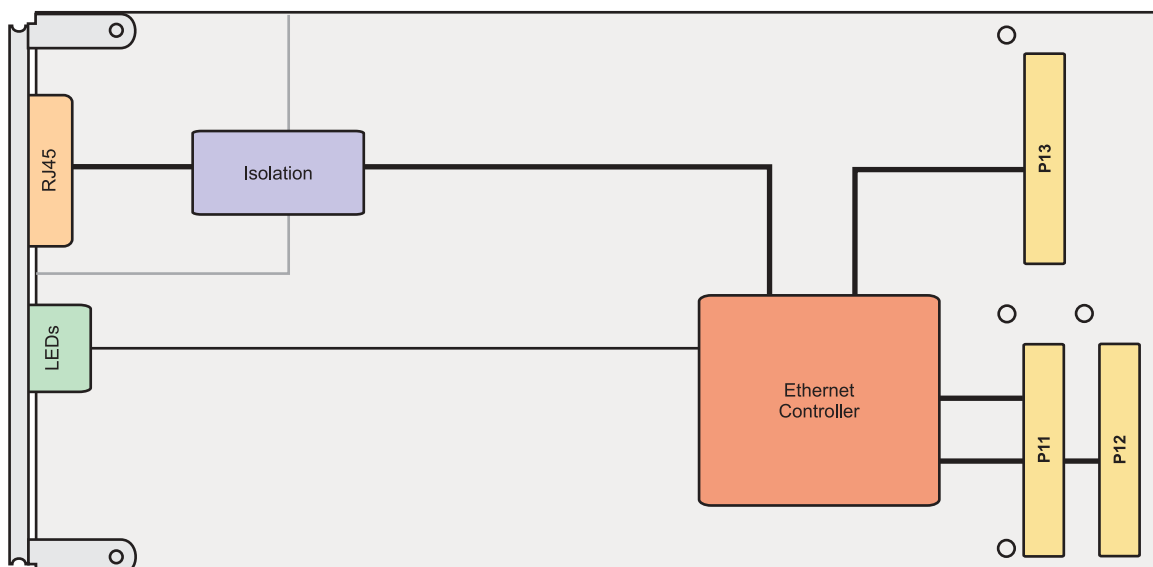 RJ45
Isolation
P13
LEDs
Ethernet
Controller
P11
P12